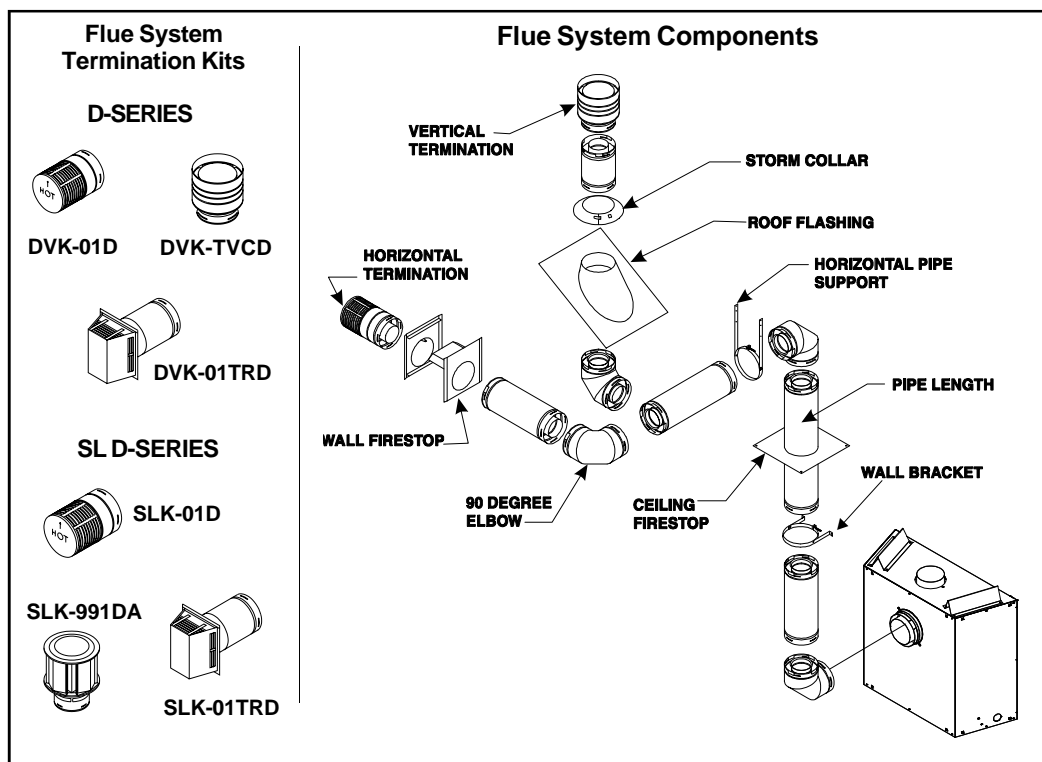 Flue System
Termination Kits
D-SERIES
HOT
DVK-01D
DVK-TVCD
DVK-01TRD
SL D-SERIES
HOT
SLK-01D
SLK-991DA
SLK-01TRD
Flue System Components
VERTICAL
TERMINATION
STORM COLLAR
ROOF FLASHING
HORIZONTAL
TERMINATION
HORIZONTAL PIPE
SUPPORT
PIPE LENGTH
WALL FIRESTOP
90 DEGREE
ELBOW
CEILING
FIRESTOP
WALL BRACKET